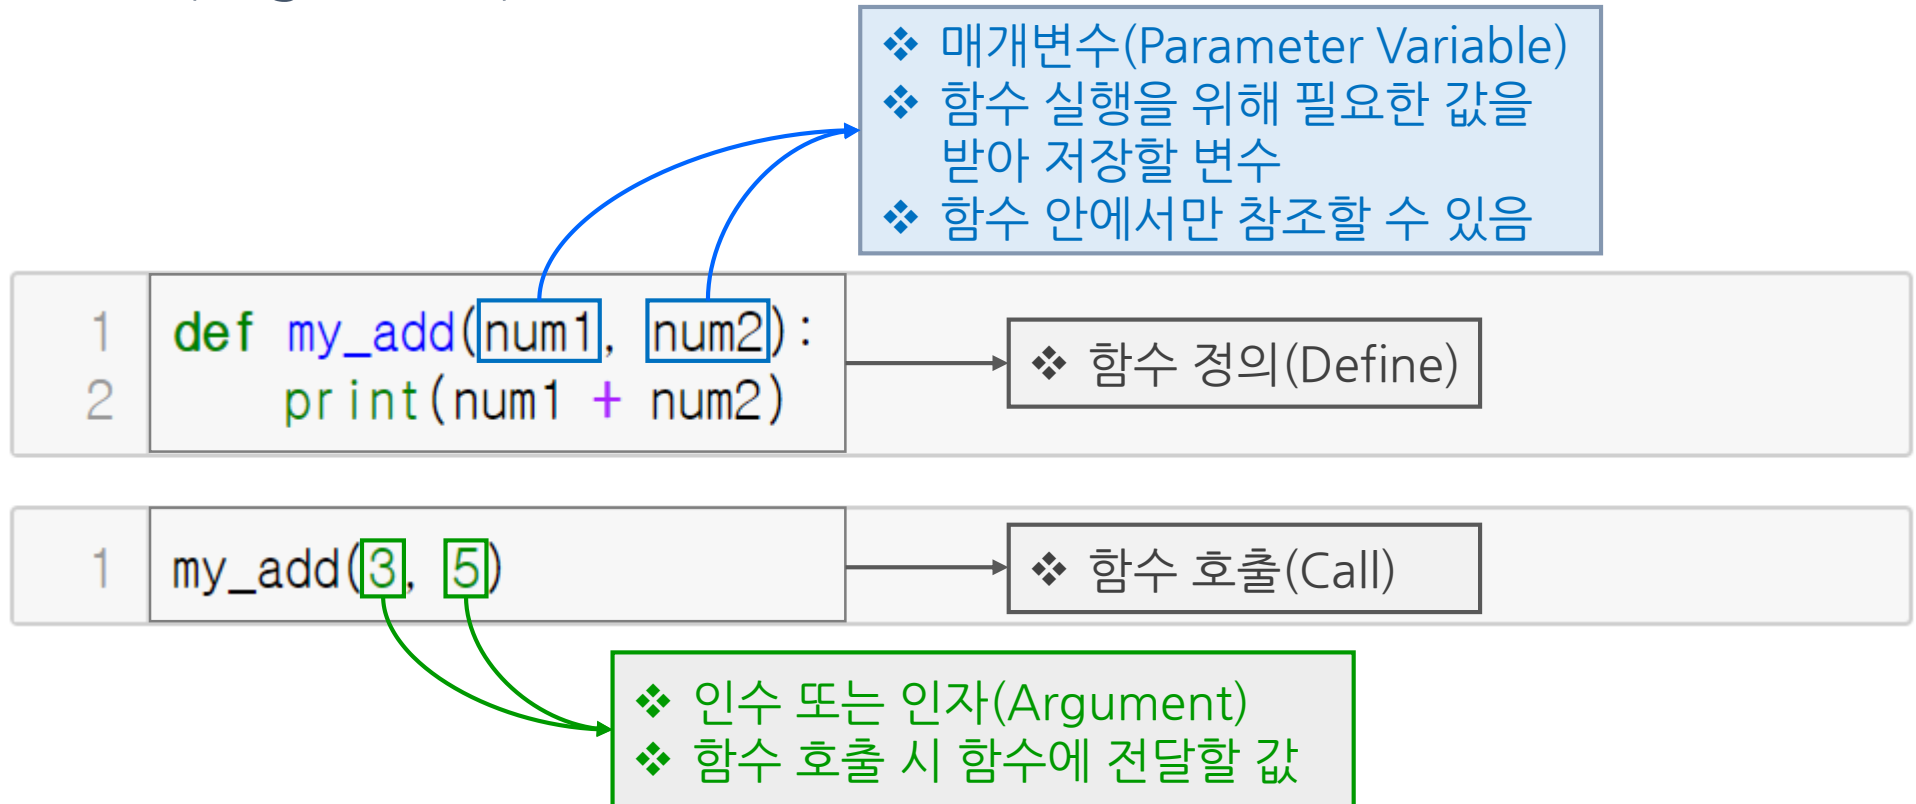 ❖ 매개변수(Parameter Variable)
❖ 함수 실행을 위해 필요한 값을
받아 저장할 변수
❖ 함수 안에서만 참조할 수 있음
1 def my_add(num1, num2):
2 print(num1 + num2)
❖ 함수 정의(Define)
1 my_add(3, 5)
❖ 함수 호출(Call)
❖ 인수 또는 인자(Argument)
❖ 함수 호출 시 함수에 전달할 값